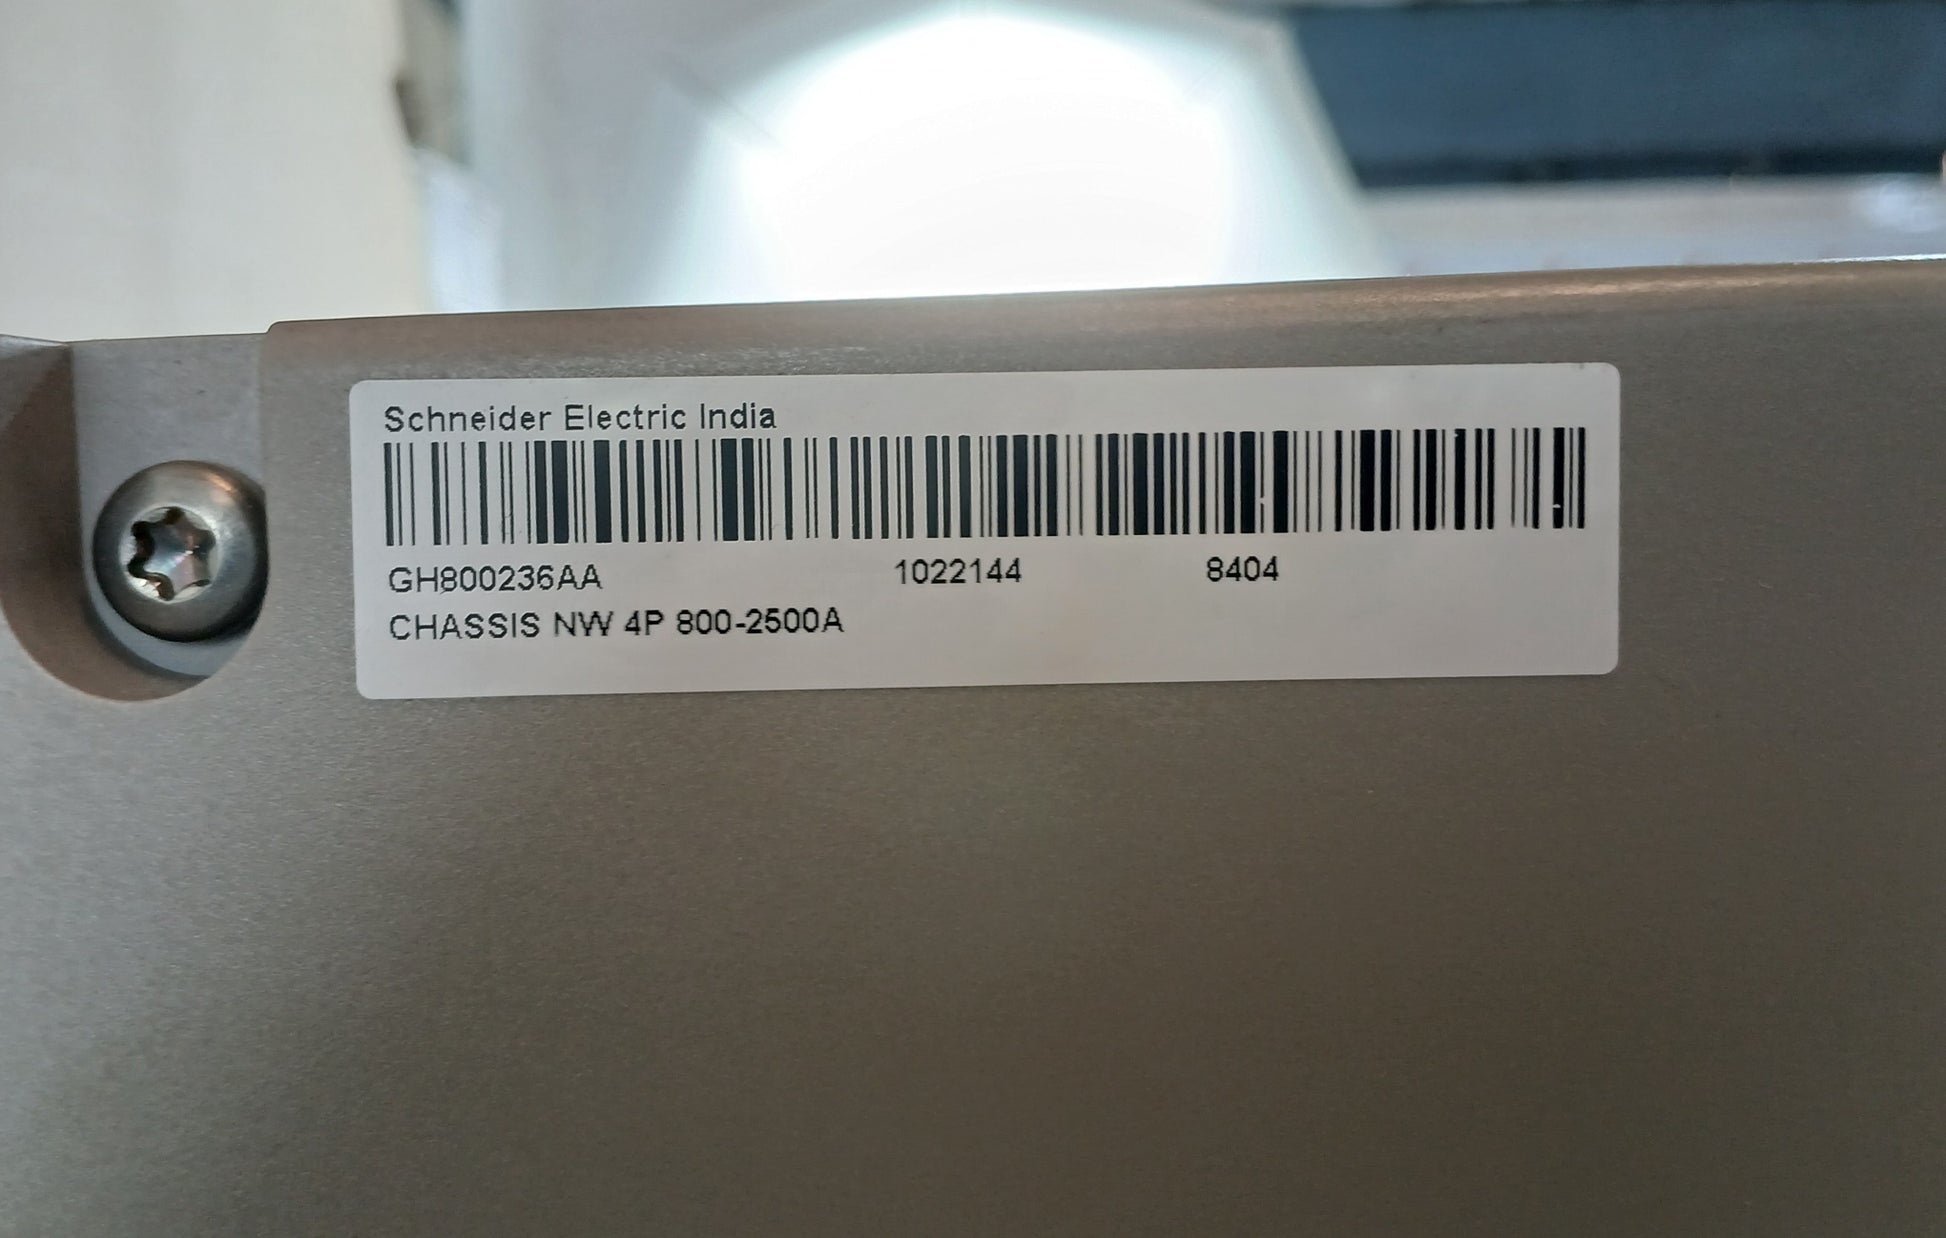 Schneider Electric India
GH800236AA 1022144 8404
CHASSIS NW 4P 800-2500A